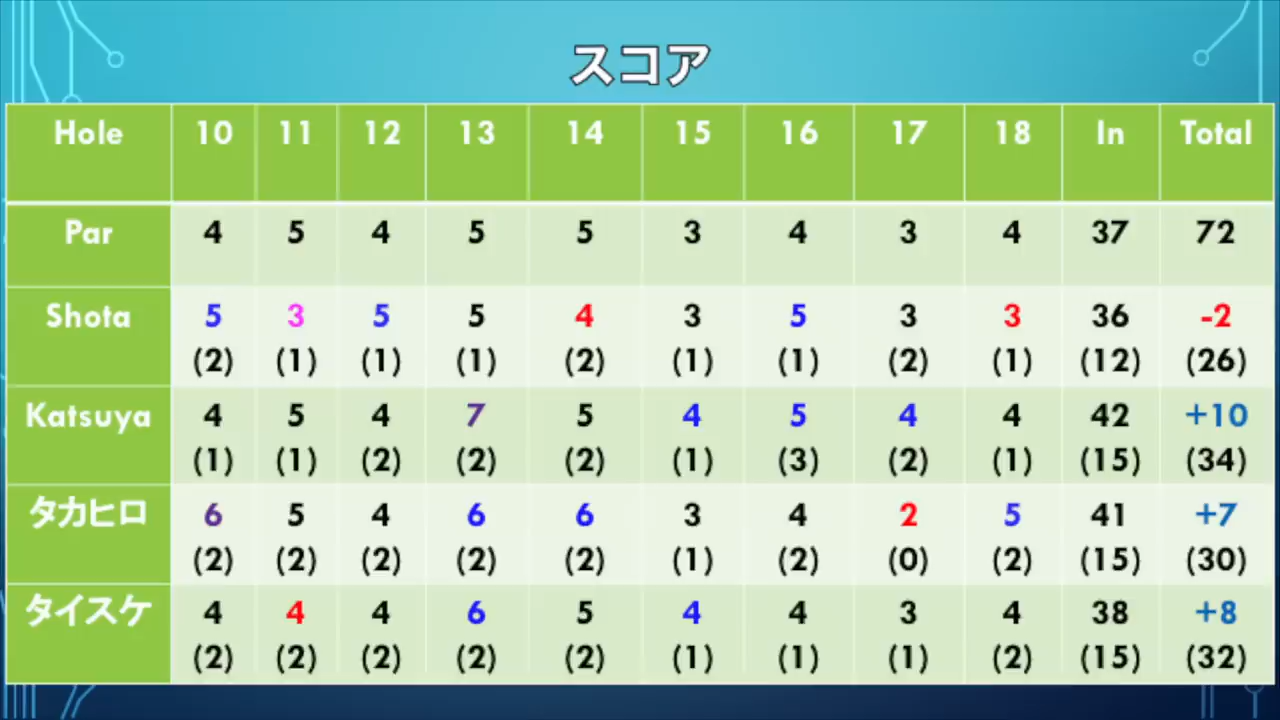 スコア
Hole 10 11 12 13 14 15 16 17 18 In Total
Par 4 5 4 5 5 3 4 3 4 37 72
Shota 5 3 5 5 4 3 5 3 3 36 -2
(2) (1) (1) (1) (2) (1) (1) (2) (1) (12) (26)
Katsuya 4 5 4 7 5 4 5 4 4 42 +10
(1) (1) (2) (2) (2) (1) (3) (2) (1) (15) (34)
タカヒロ 6 5 4 6 6 3 4 2 5 41 +7
(2) (2) (2) (2) (2) (1) (2) (0) (2) (15) (30)
タイスケ 4 4 4 6 5 4 4 3 4 38 +8
(2) (2) (2) (2) (2) (1) (1) (1) (2) (15) (32)